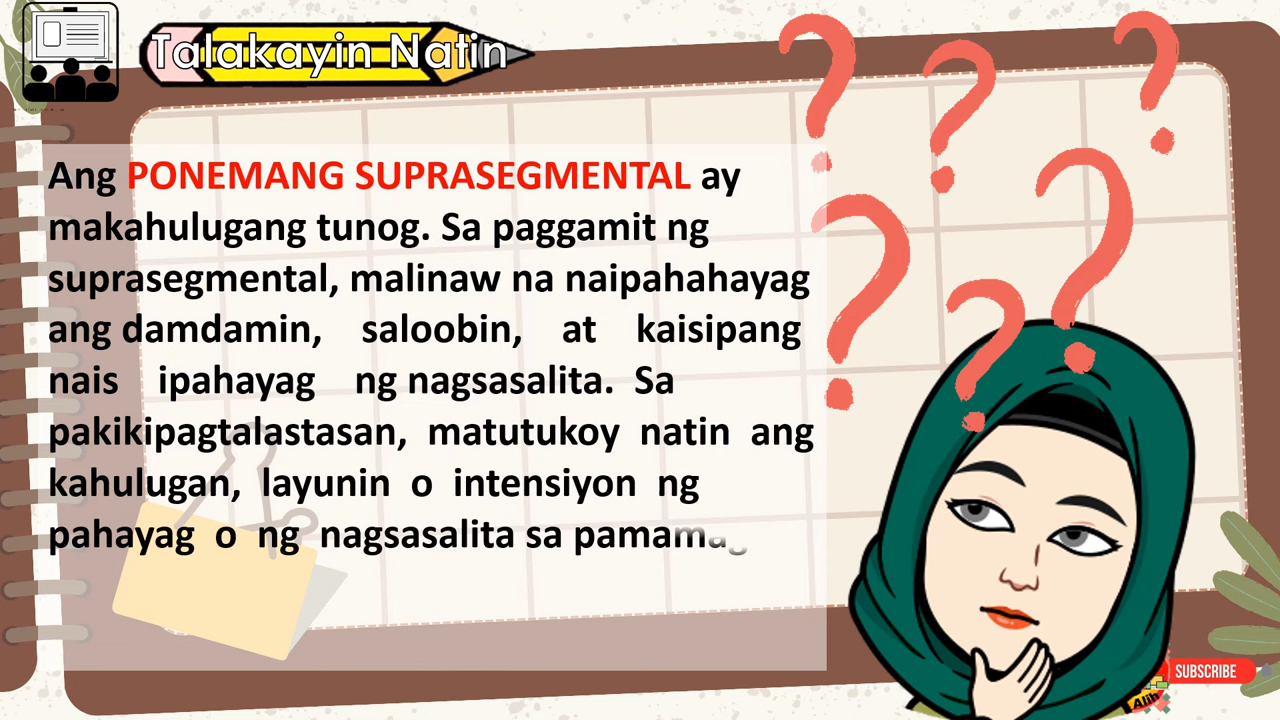 Talakayin Natin
Ang PONEMANG SUPRASEGMENTAL ay
makahulugang tunog. Sa paggamit ng
suprasegmental, malinaw na naipahahayag
ang damdamin, saloobin, at kaisipang
nais ipahayag ng nagsasalita. Sa
pakikipagtalastasan, matutukoy natin ang
kahulugan, layunin o intensiyon ng
pahayag o ng nagsasalita sa
SUBSCRIBE
Alih